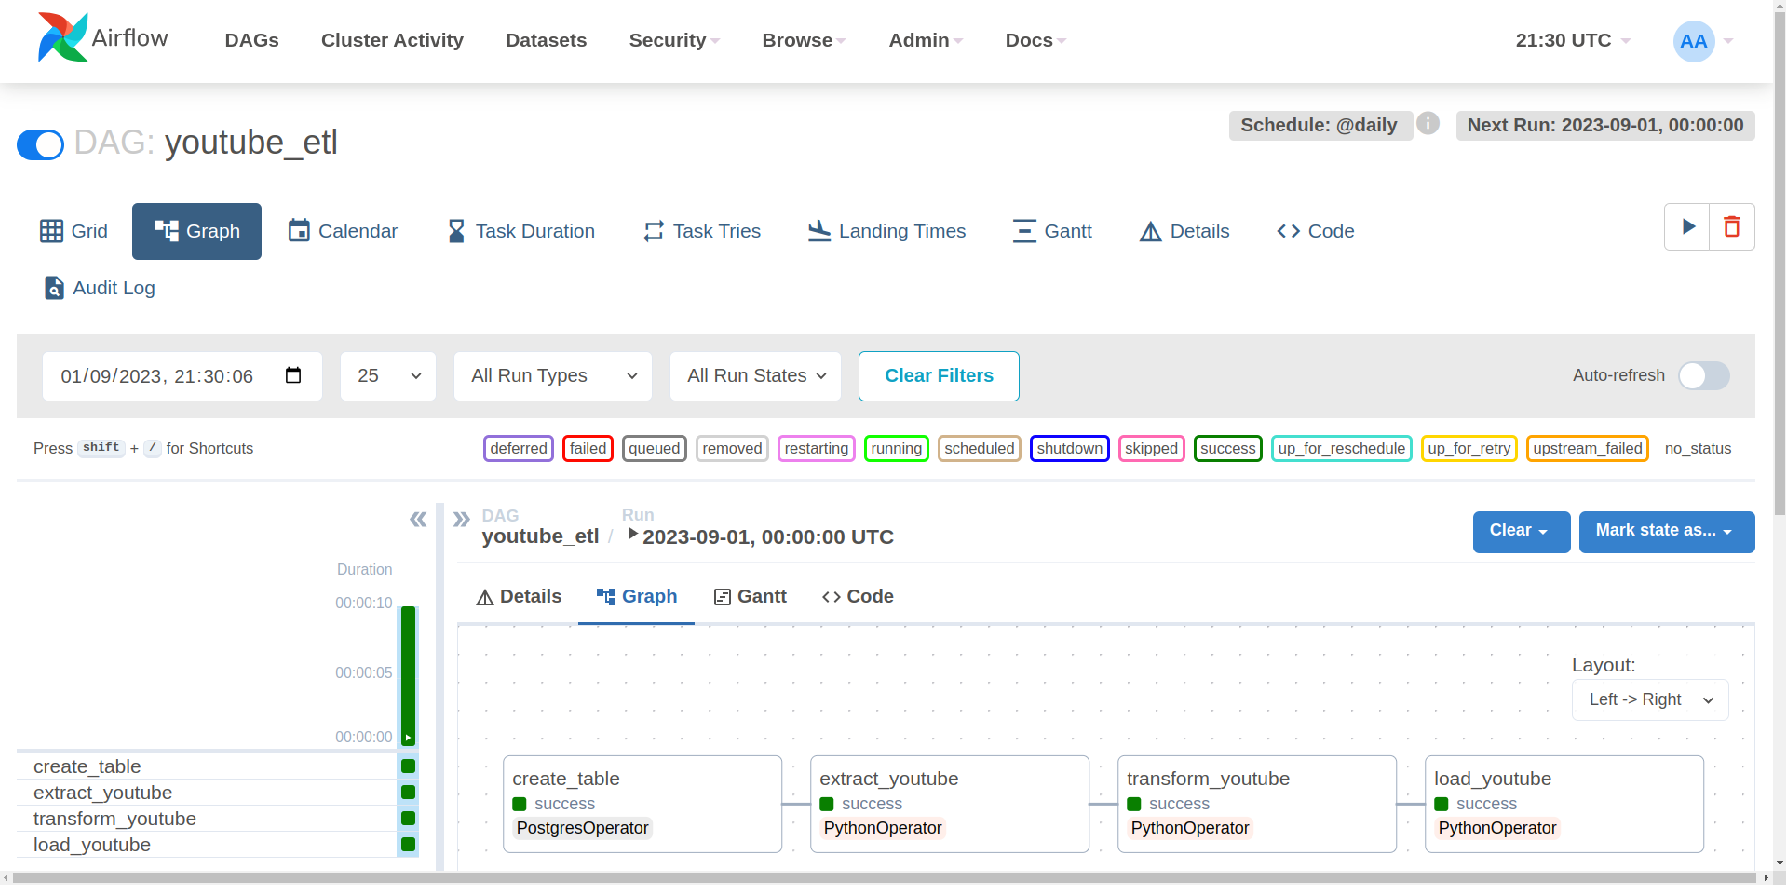 Airflow DAGs Cluster Activity Datasets Security Browse Admin Docs 21:30 UTC AA
DAG: youtube_etl
Schedule: @daily i Next Run: 2023-09-01, 00:00:00
Grid Graph Calendar Task Duration Task Tries Landing Times Gantt Details Code
Audit Log
01/09/2023, 21:30:06 25 All Run Types All Run States Clear Filters Auto-refresh
Press shift + / for Shortcuts deferred failed queued removed restarting running scheduled shutdown skipped success up_for_reschedule up_for_retry upstream_failed no_status
DAG Run
youtube_etl / 2023-09-01, 00:00:00 UTC
Clear Mark state as...
Duration
00:00:10
00:00:05
00:00:00
create_table
extract_youtube
transform_youtube
load_youtube
Details Graph Gantt Code
Layout:
Left -> Right
create_table
success
PostgresOperator
extract_youtube
success
PythonOperator
transform_youtube
success
PythonOperator
load_youtube
success
PythonOperator